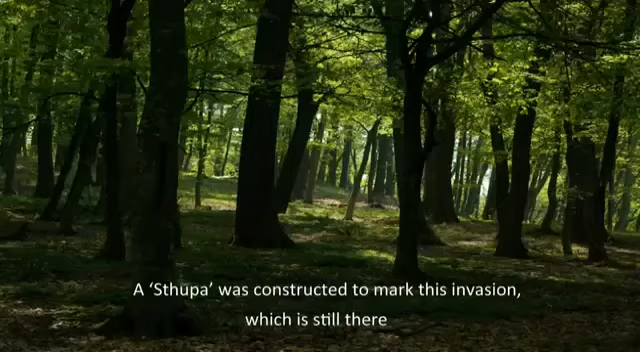 A ‘Sthupa’ was constructed to mark this invasion,
which is still there